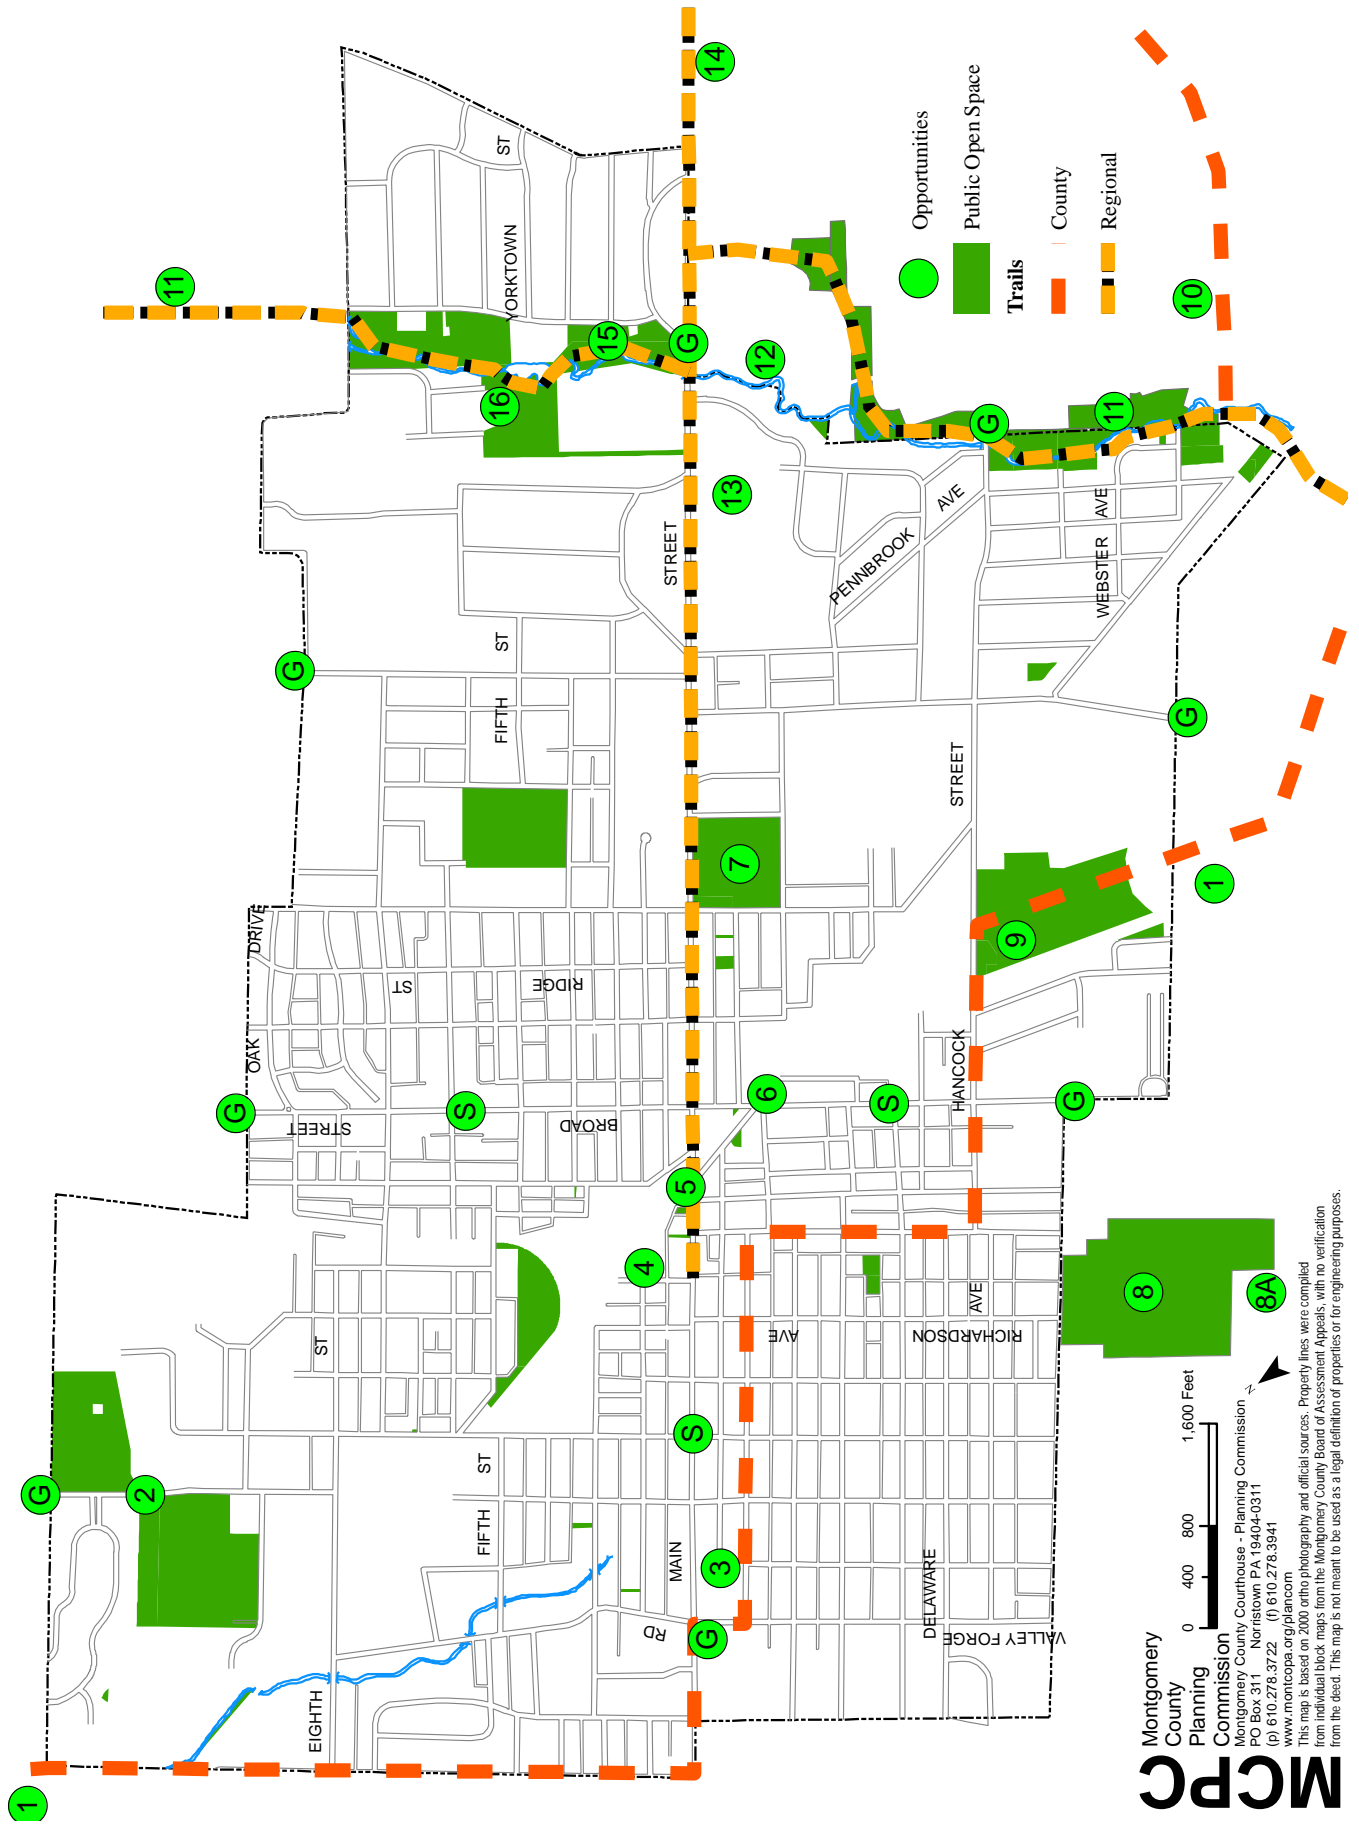 1
G
2
EIGHTH
ST
FIFTH
ST
RD
MAIN
G
3
S
4
5
6
VALLEY FORGE
DELAWARE
RICHARDSON
AVE
AVE
8
8A
G
OAK
DRIVE
STREET
S
BROAD
RIDGE
ST
S
HANCOCK
STREET
G
9
1
7
G
FIFTH
ST
STREET
13
PENNBROOK
AVE
WEBSTER
AVE
G
11
16
15
YORKTOWN
ST
G
12
G
11
10
14
Opportunities
Public Open Space
Trails
County
Regional
MCPC
Montgomery
County
Planning
Commission
0 400 800 1,600 Feet
N
Montgomery County Courthouse - Planning Commission
PO Box 311 Norristown PA 19404-0311
(p) 610.278.3722 (f) 610.278.3941
www.montcopa.org/plancom
This map is based on 2000 ortho photography and official sources. Property lines were compiled
from individual block maps from the Montgomery County Board of Assessment Appeals, with no verification
from the deed. This map is not meant to be used as a legal definition of properties or for engineering purposes.